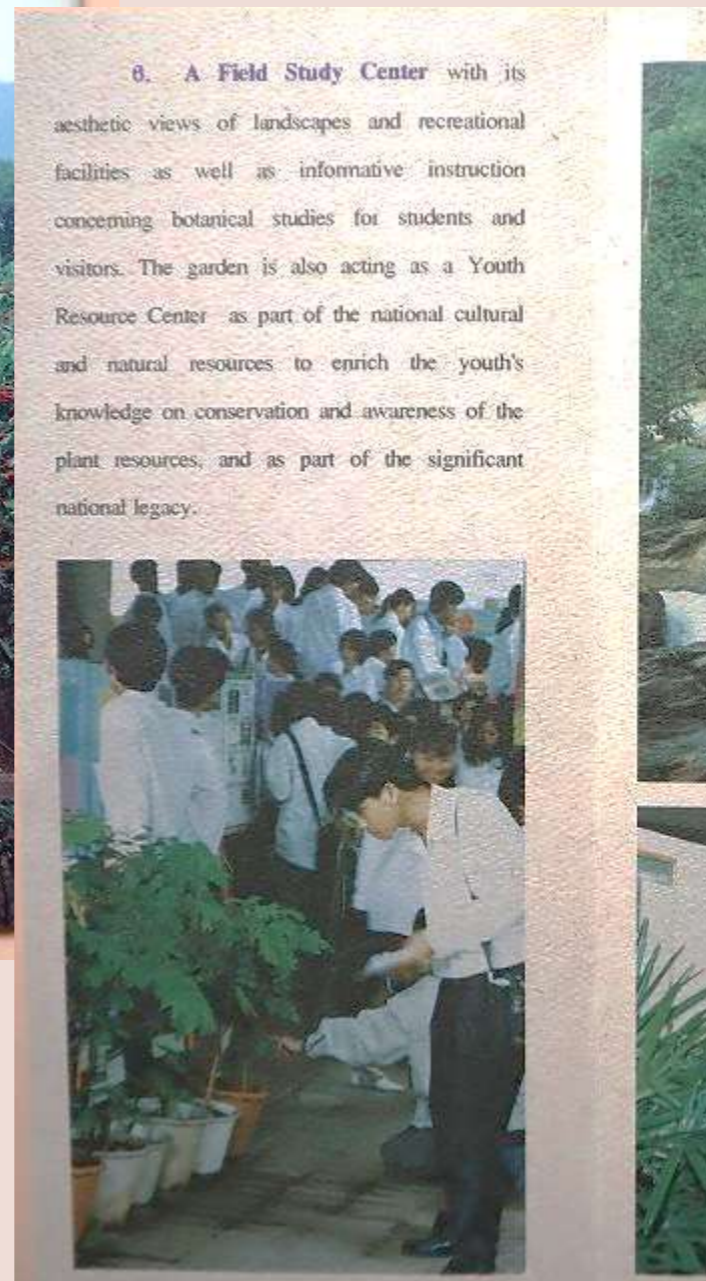 6. A Field Study Center with its
aesthetic views of landscapes and recreational
facilities as well as informative instruction
concerning botanical studies for students and
visitors. The garden is also acting as a Youth
Resource Center as part of the national cultural
and natural resources to enrich the youth's
knowledge on conservation and awareness of the
plant resources, and as part of the significant
national legacy.